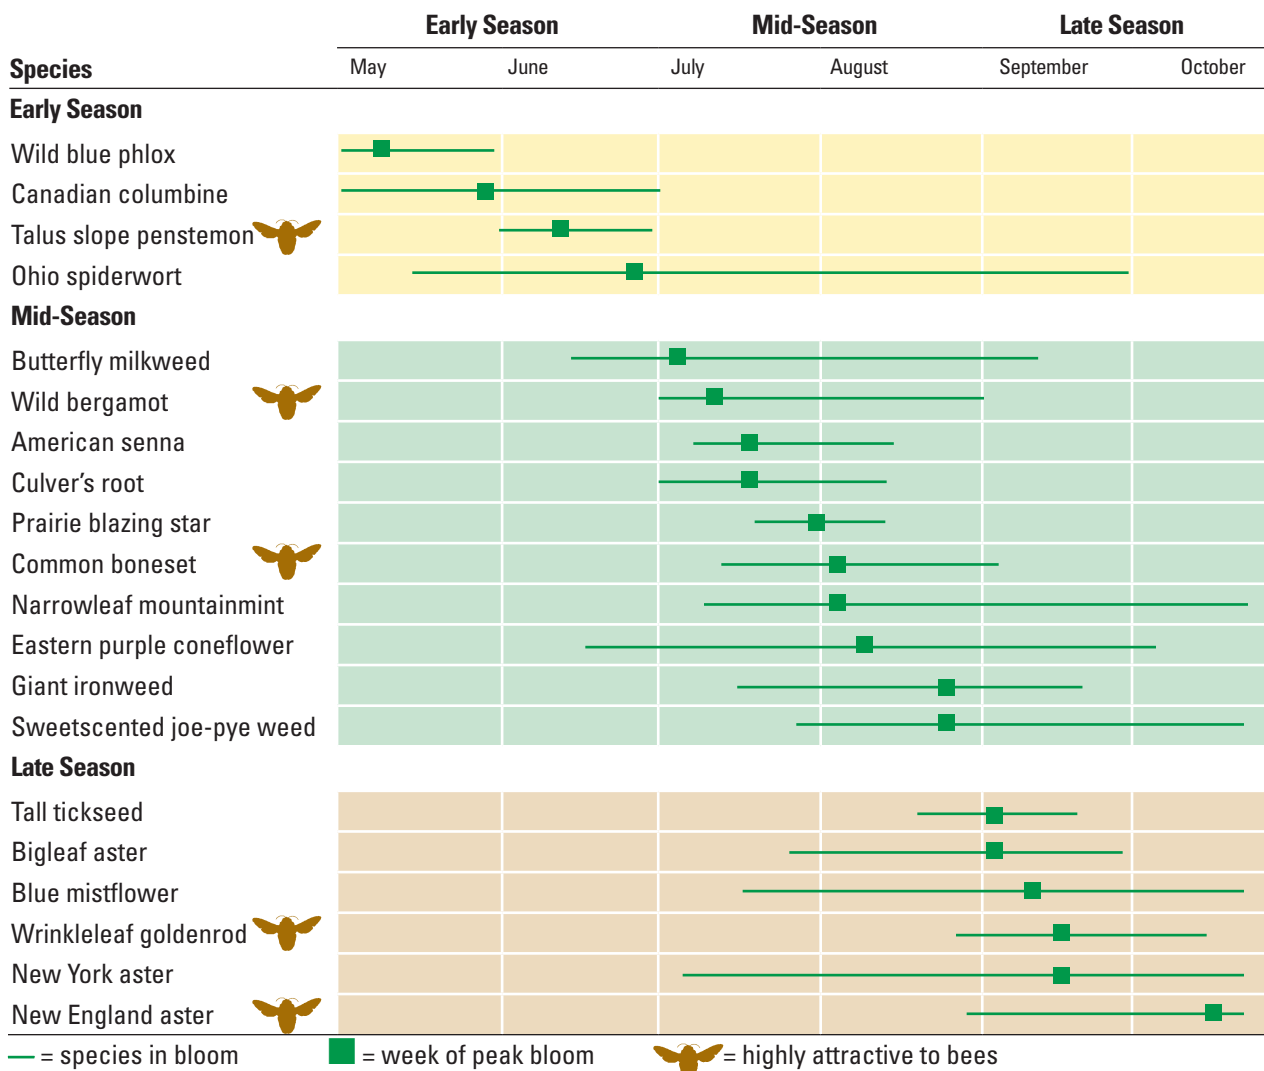 Early Season Mid-Season Late Season
Species May June July August September October
Early Season
Wild blue phlox
Canadian columbine
Talus slope penstemon
Ohio spiderwort
Mid-Season
Butterfly milkweed
Wild bergamot
American senna
Culver’s root
Prairie blazing star
Common boneset
Narrowleaf mountainmint
Eastern purple coneflower
Giant ironweed
Sweetscented joe-pye weed
Late Season
Tall tickseed
Bigleaf aster
Blue mistflower
Wrinkleleaf goldenrod
New York aster
New England aster
= species in bloom = week of peak bloom = highly attractive to bees